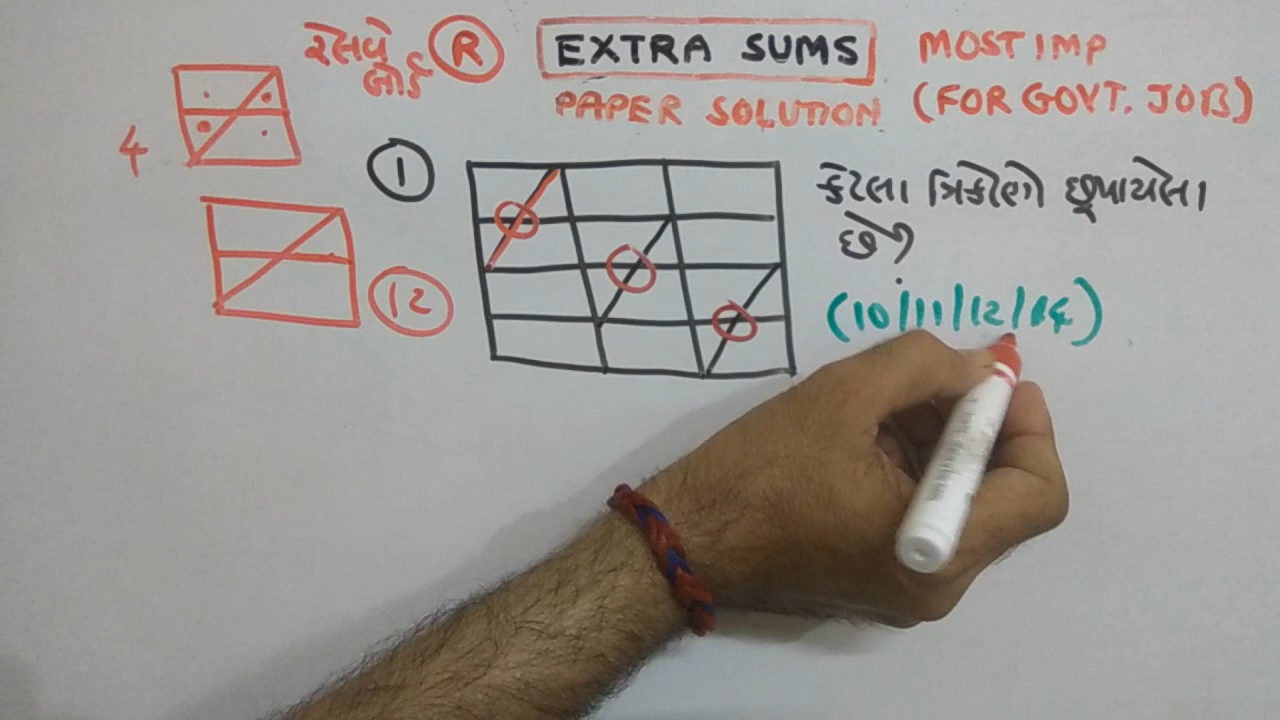 રેલવે
બોર્ડ
R
EXTRA SUMS
PAPER SOLUTION
MOST IMP
(FOR GOVT. JOB)
4
1
કેટલા ત્રિકોણો છૂપાયેલા
છે?
(10/11/12/14)
12